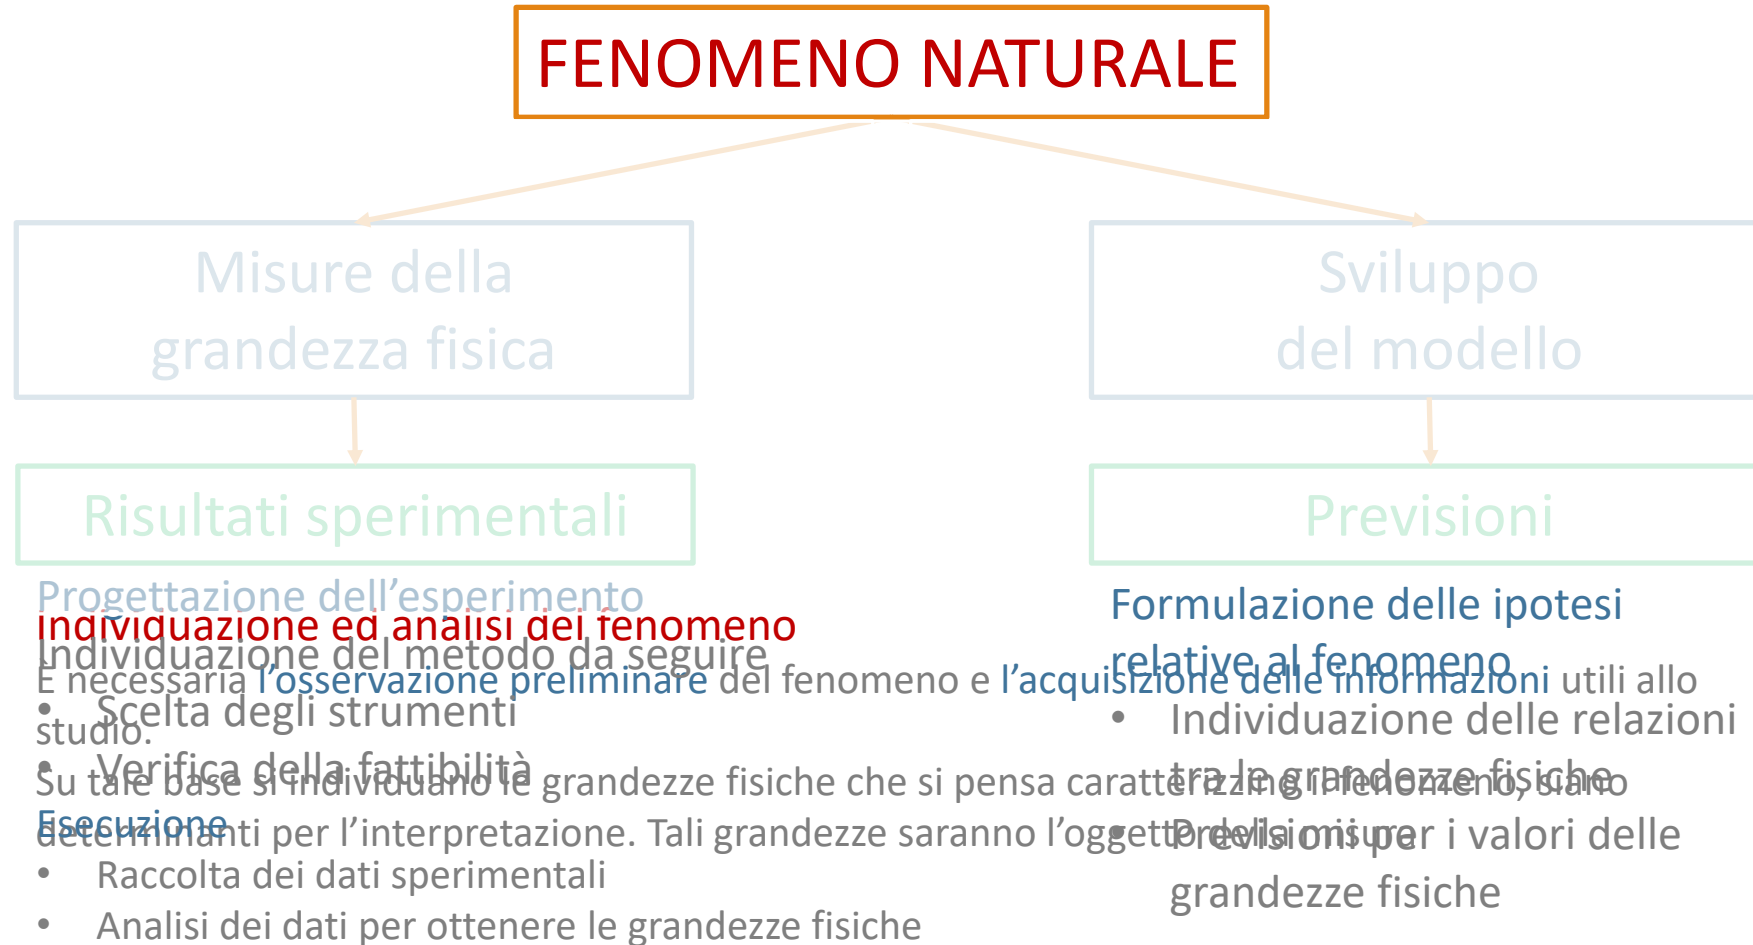 FENOMENO NATURALE
Misure della
grandezza fisica
Sviluppo
del modello
Risultati sperimentali
Previsioni
Progettazione dell'esperimento
Individuazione ed analisi del fenomeno
Individuazione del metodo da seguire
È necessaria l'osservazione preliminare del fenomeno e l'acquisizione delle informazioni utili allo
studio.
• Scelta degli strumenti
• Verifica della fattibilità
Su tale base si individuano le grandezze fisiche che si pensa caratterizzino il fenomeno, siano
determinanti per l'interpretazione. Tali grandezze saranno l'oggetto della misura
Esecuzione
• Raccolta dei dati sperimentali
• Analisi dei dati per ottenere le grandezze fisiche
Formulazione delle ipotesi
relative al fenomeno
• Individuazione delle relazioni
tra le grandezze fisiche
• Previsioni per i valori delle
grandezze fisiche